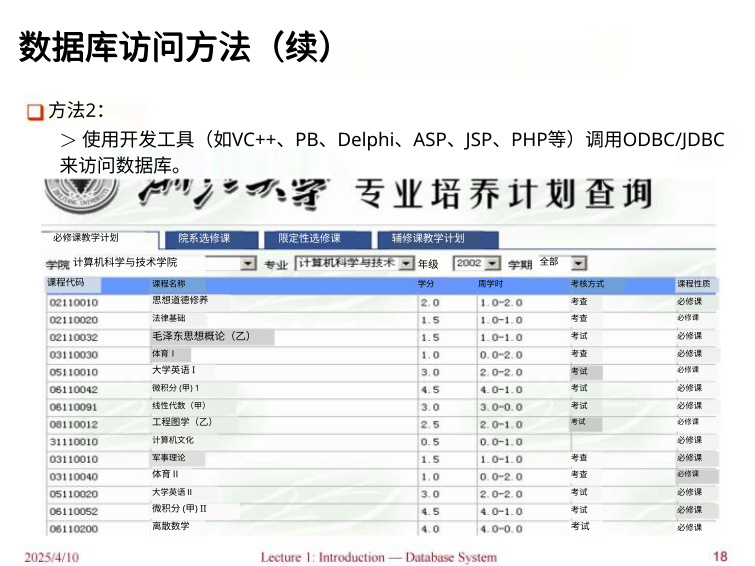 数据库访问方法（续）
方法2：
＞ 使用开发工具（如VC++、PB、Delphi、ASP、JSP、PHP等）调用ODBC/JDBC
来访问数据库。
浙江大学 专业培养计划查询
必修课教学计划 院系选修课 限定性选修课 辅修课教学计划
学院 计算机科学与技术学院 专业 计算机科学与技术 年级 2002 学期 全部
课程代码 课程名称 学分 周学时 考核方式 课程性质
02110010 思想道德修养 2.0 1.0-2.0 考查 必修课
02110020 法律基础 1.5 1.0-1.0 考查 必修课
02110032 毛泽东思想概论（乙） 1.5 1.0-1.0 考试 必修课
03110030 体育 I 1.0 0.0-2.0 考查 必修课
05110010 大学英语 I 3.0 2.0-2.0 考试 必修课
06110042 微积分 (甲) 1 4.5 4.0-1.0 考试 必修课
06110091 线性代数（甲） 3.0 3.0-0.0 考试 必修课
08110012 工程图学（乙） 2.5 2.0-1.0 考试 必修课
31110010 计算机文化 0.5 0.0-1.0 必修课
03110010 军事理论 1.5 1.0-1.0 考查 必修课
03110040 体育 II 1.0 0.0-2.0 考查 必修课
05110020 大学英语 II 3.0 2.0-2.0 考试 必修课
06110052 微积分 (甲) II 4.5 4.0-1.0 考试 必修课
06110200 离散数学 4.0 4.0-0.0 考试 必修课
2025/4/10 Lecture 1: Introduction — Database System 18